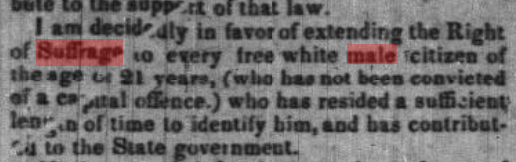 bute to the support of that law.
I am decidedly in favor of extending the Right
of Suffrage to every free white male citizen of
the age of 21 years, (who has not been convicted
of a capital offence.) who has resided a sufficient
length of time to identify him, and has contribut-
ed to the State government.